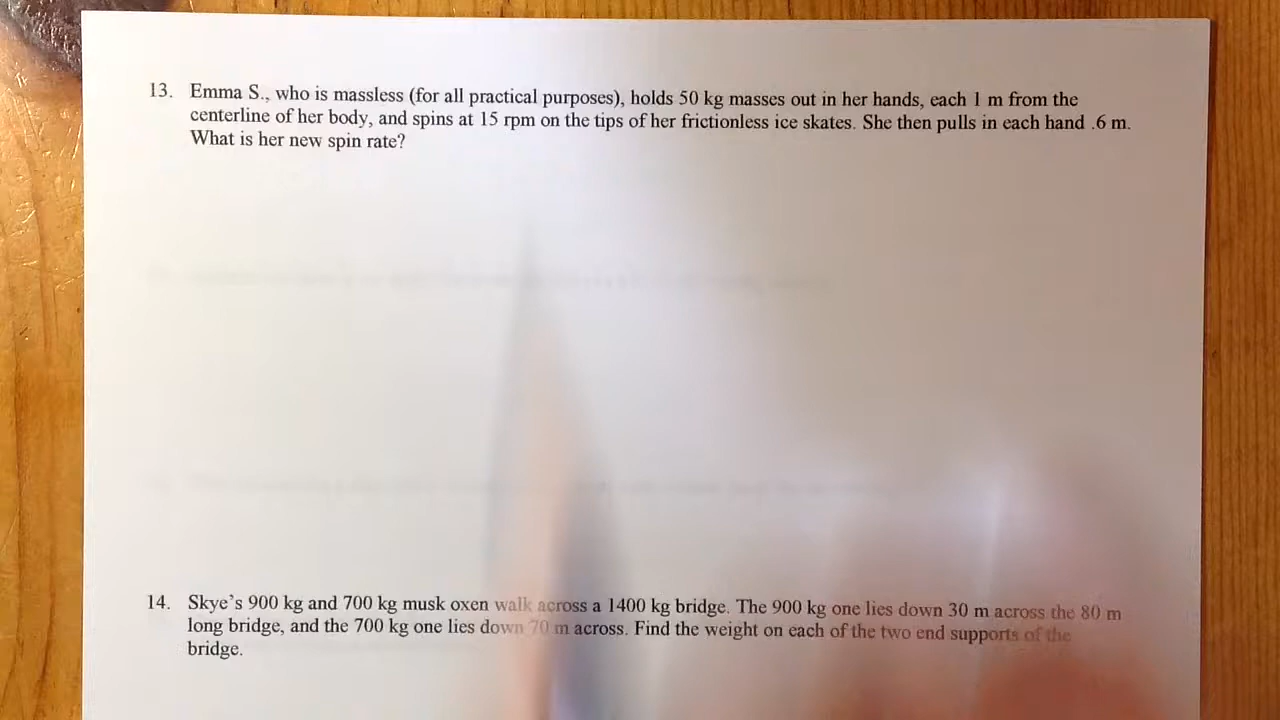 13. Emma S., who is massless (for all practical purposes), holds 50 kg masses out in her hands, each 1 m from the
centerline of her body, and spins at 15 rpm on the tips of her frictionless ice skates. She then pulls in each hand .6 m.
What is her new spin rate?
14. Skye's 900 kg and 700 kg musk oxen walk across a 1400 kg bridge. The 900 kg one lies down 30 m across the 80 m
long bridge, and the 700 kg one lies down 70 m across. Find the weight on each of the two end supports of the
bridge.